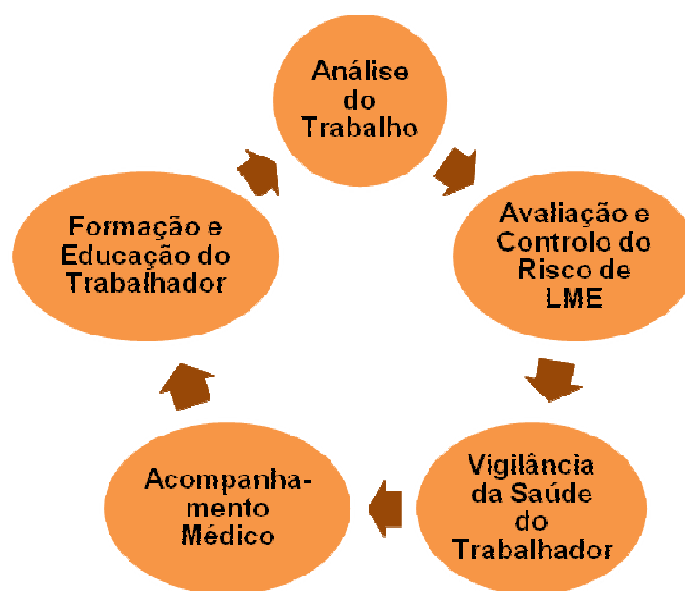 Análise
do
Trabalho
Avaliação e
Controlo do
Risco de
LME
Vigilância
da Saúde
do
Trabalhador
Acompanha-
mento
Médico
Formação e
Educação do
Trabalhador